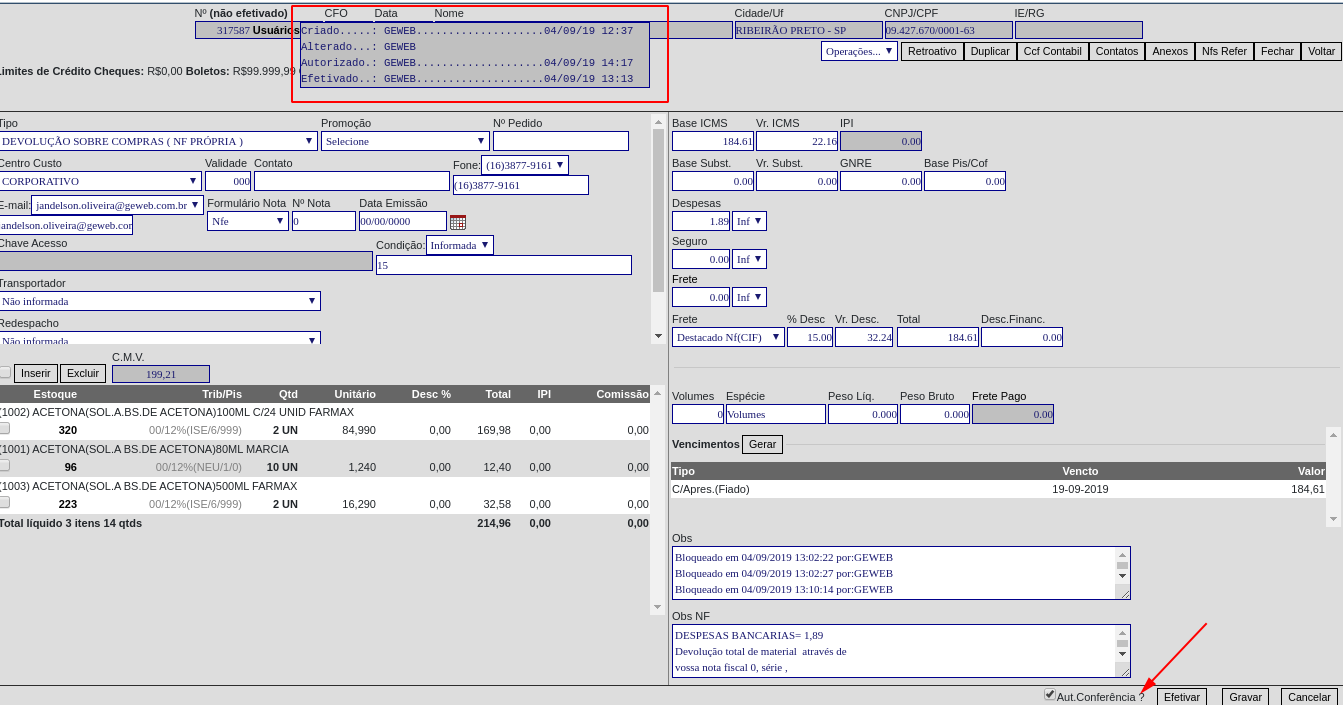 Nº (não efetivado) CFO Data Nome Cidade/Uf CNPJ/CPF IE/RG
317587 Usuários RIBEIRÃO PRETO - SP 09.427.670/0001-63
Criado.....: GEWEB....................04/09/19 12:37
Alterado...: GEWEB
Autorizado.: GEWEB....................04/09/19 14:17
Efetivado..: GEWEB....................04/09/19 13:13
Operações... Retroativo Duplicar Ccf Contabil Contatos Anexos Nfs Refer Fechar Voltar
imites de Crédito Cheques: R$0,00 Boletos: R$99.999,99
Tipo Promoção Nº Pedido
DEVOLUÇÃO SOBRE COMPRAS ( NF PRÓPRIA ) Selecione
Centro Custo Validade Contato Fone: (16)3877-9161
CORPORATIVO 000 (16)3877-9161
E-mail: jandelson.oliveira@geweb.com.br Formulário Nota Nº Nota Data Emissão
andelson.oliveira@geweb.cor Nfe 0 00/00/0000
Chave Acesso Condição: Informada
15
Transportador
Não informada
Redespacho
Não informada
C.M.V.
Inserir Excluir 199,21
Estoque Trib/Pis Qtd Unitário Desc % Total IPI Comissão
(1002) ACETONA(SOL.A.BS.DE ACETONA)100ML C/24 UNID FARMAX
320 00/12%(ISE/6/999) 2 UN 84,990 0,00 169,98 0,00 0,00
(1001) ACETONA(SOL.A BS.DE ACETONA)80ML MARCIA
96 00/12%(NEU/1/0) 10 UN 1,240 0,00 12,40 0,00 0,00
(1003) ACETONA(SOL.A BS.DE ACETONA)500ML FARMAX
223 00/12%(ISE/6/999) 2 UN 16,290 0,00 32,58 0,00 0,00
Total líquido 3 itens 14 qtds 214,96 0,00 0,00
Base ICMS Vr. ICMS IPI
184.61 22.16 0.00
Base Subst. Vr. Subst. GNRE Base Pis/Cof
0.00 0.00 0.00 0.00
Despesas
1.89 Inf
Seguro
0.00 Inf
Frete
0.00 Inf
Frete % Desc Vr. Desc. Total Desc.Financ.
Destacado Nf(CIF) 15.00 32.24 184.61 0.00
Volumes Espécie Peso Líq. Peso Bruto Frete Pago
0 Volumes 0.000 0.000 0.00
Vencimentos Gerar
Tipo Vencto Valor
C/Apres.(Fiado) 19-09-2019 184,61
Obs
Bloqueado em 04/09/2019 13:02:22 por:GEWEB
Bloqueado em 04/09/2019 13:02:27 por:GEWEB
Bloqueado em 04/09/2019 13:10:14 por:GEWEB
Obs NF
DESPESAS BANCARIAS= 1,89
Devolução total de material através de
vossa nota fiscal 0, série ,
Aut.Conferência ? Efetivar Gravar Cancelar